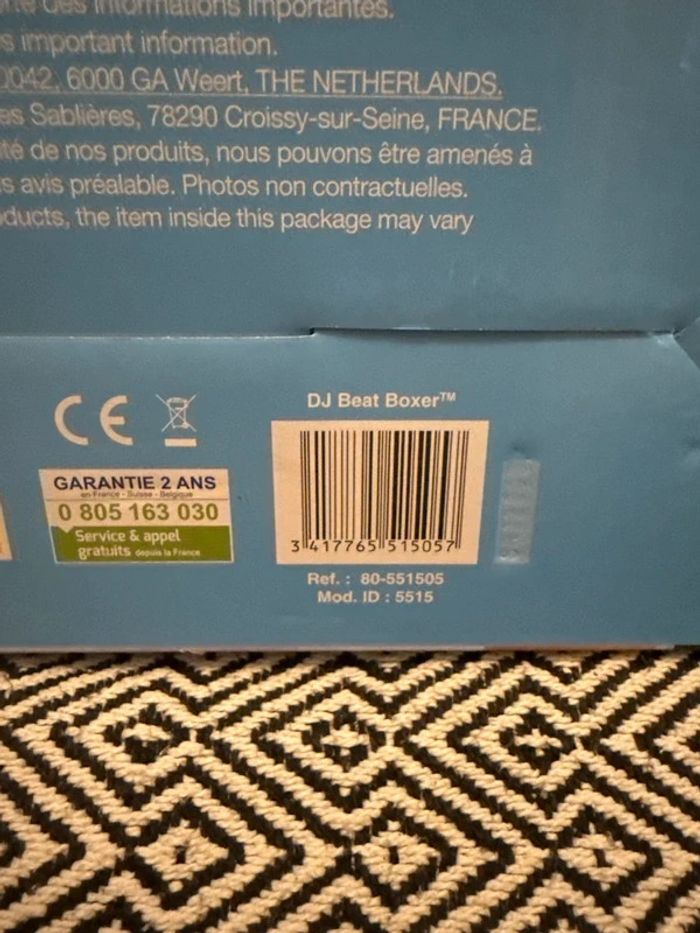 des informations importantes.
important information.
0042, 6000 GA Weert, THE NETHERLANDS.
Sablières, 78290 Croissy-sur-Seine, FRANCE.
de nos produits, nous pouvons être amenés à
avis préalable. Photos non contractuelles.
the item inside this package may vary
CE
DJ Beat Boxer™
GARANTIE 2 ANS
en France - Suisse - Belgique
0 805 163 030
Service & appel
gratuits depuis la France
3 417765 515057
Ref. : 80-551505
Mod. ID : 5515